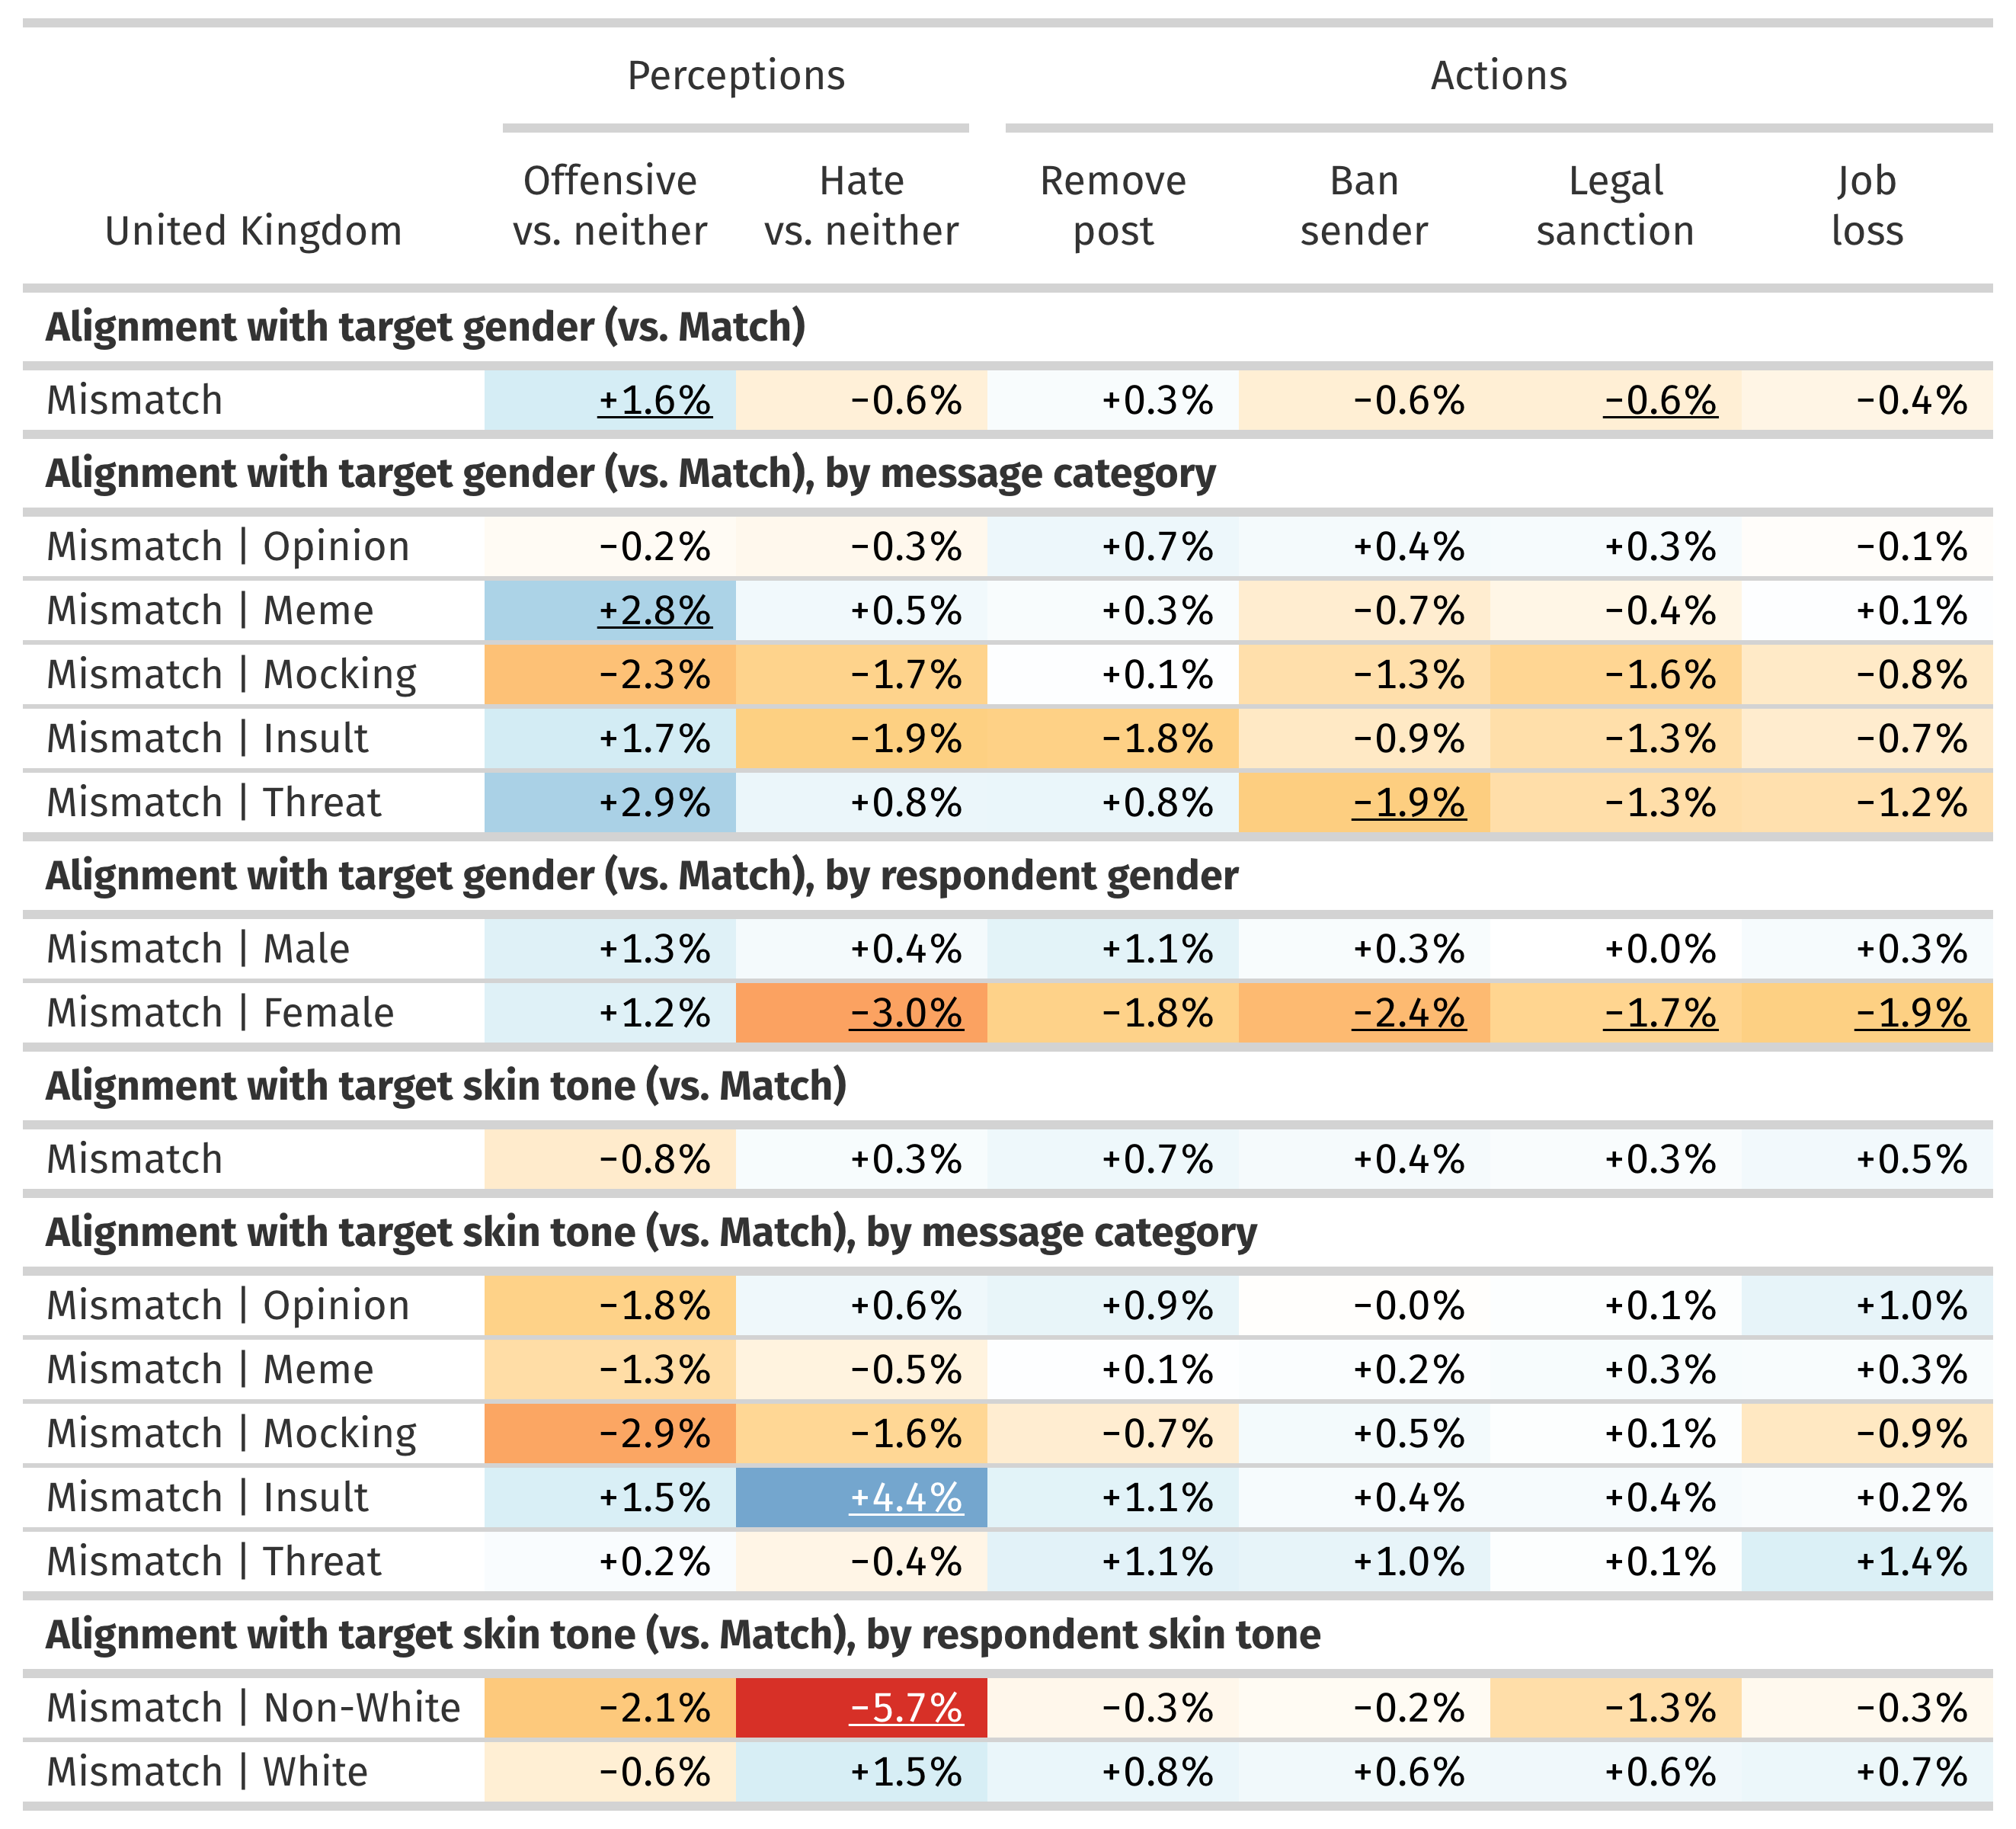 Perceptions Actions
Offensive Hate Remove Ban Legal Job
United Kingdom vs. neither vs. neither post sender sanction loss
Alignment with target gender (vs. Match)
Mismatch +1.6% −0.6% +0.3% −0.6% −0.6% −0.4%
Alignment with target gender (vs. Match), by message category
Mismatch | Opinion −0.2% −0.3% +0.7% +0.4% +0.3% −0.1%
Mismatch | Meme +2.8% +0.5% +0.3% −0.7% −0.4% +0.1%
Mismatch | Mocking −2.3% −1.7% +0.1% −1.3% −1.6% −0.8%
Mismatch | Insult +1.7% −1.9% −1.8% −0.9% −1.3% −0.7%
Mismatch | Threat +2.9% +0.8% +0.8% −1.9% −1.3% −1.2%
Alignment with target gender (vs. Match), by respondent gender
Mismatch | Male +1.3% +0.4% +1.1% +0.3% +0.0% +0.3%
Mismatch | Female +1.2% −3.0% −1.8% −2.4% −1.7% −1.9%
Alignment with target skin tone (vs. Match)
Mismatch −0.8% +0.3% +0.7% +0.4% +0.3% +0.5%
Alignment with target skin tone (vs. Match), by message category
Mismatch | Opinion −1.8% +0.6% +0.9% −0.0% +0.1% +1.0%
Mismatch | Meme −1.3% −0.5% +0.1% +0.2% +0.3% +0.3%
Mismatch | Mocking −2.9% −1.6% −0.7% +0.5% +0.1% −0.9%
Mismatch | Insult +1.5% +4.4% +1.1% +0.4% +0.4% +0.2%
Mismatch | Threat +0.2% −0.4% +1.1% +1.0% +0.1% +1.4%
Alignment with target skin tone (vs. Match), by respondent skin tone
Mismatch | Non-White −2.1% −5.7% −0.3% −0.2% −1.3% −0.3%
Mismatch | White −0.6% +1.5% +0.8% +0.6% +0.6% +0.7%